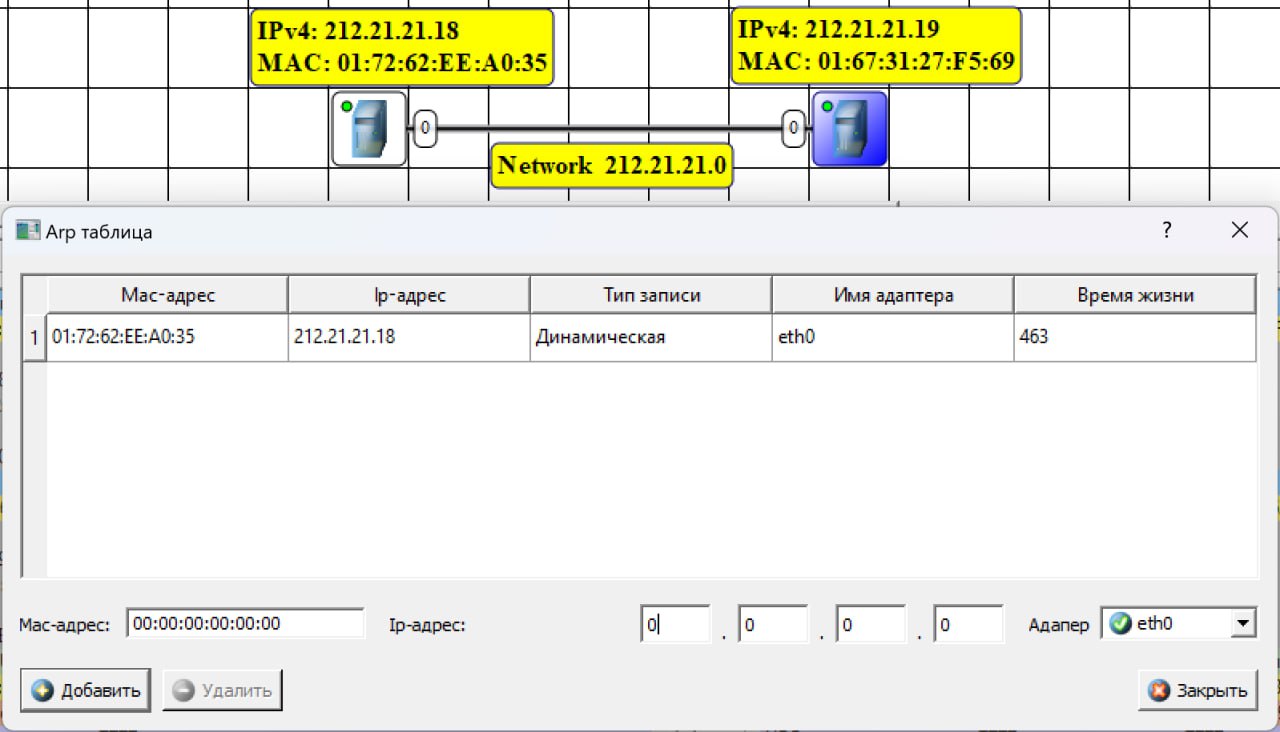 IPv4: 212.21.21.18
MAC: 01:72:62:EE:A0:35
IPv4: 212.21.21.19
MAC: 01:67:31:27:F5:69
0
0
Network 212.21.21.0
Arp таблица
?
Mac-адрес Ip-адрес Тип записи Имя адаптера Время жизни
1 01:72:62:EE:A0:35 212.21.21.18 Динамическая eth0 463
Mac-адрес: 00:00:00:00:00:00 Ip-адрес: 0 . 0 . 0 . 0 Адапер eth0
Добавить Удалить Закрыть